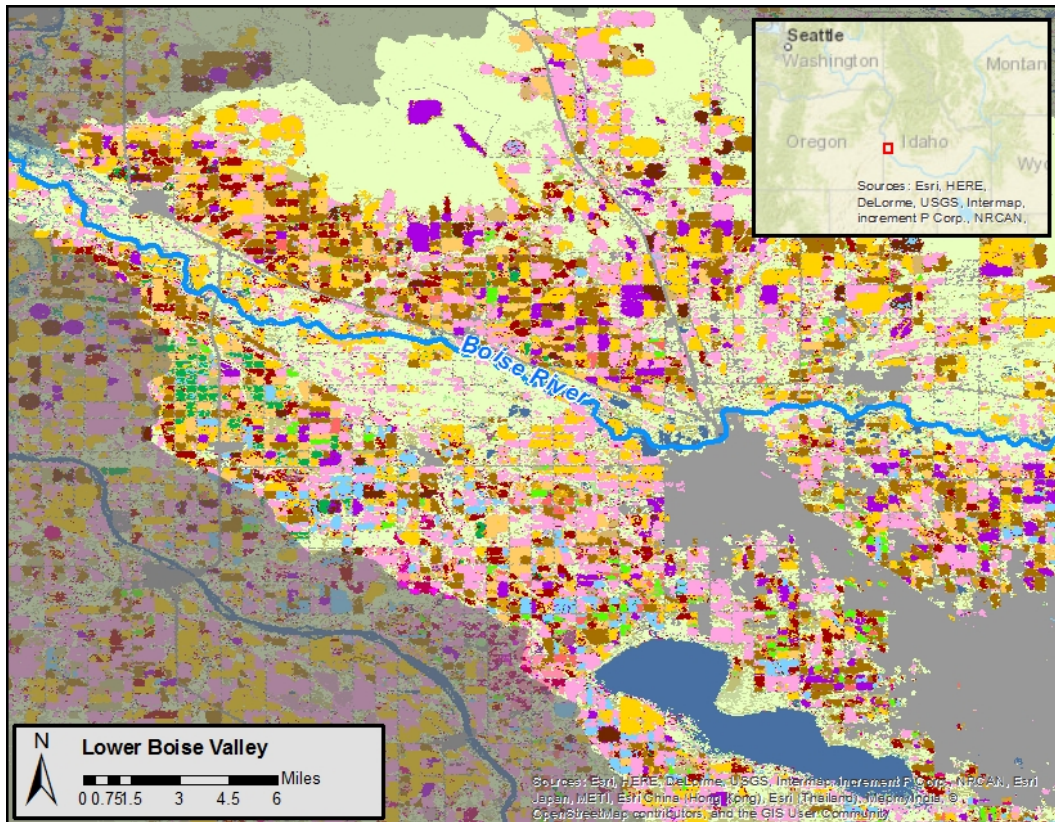 Seattle
Washington
Montan
Oregon
Idaho
Wyo
Sources: Esri, HERE,
DeLorme, USGS, Intermap,
increment P Corp., NRCAN,
Boise River
N
Lower Boise Valley
Miles
0 0.751.5 3 4.5 6
Sources: Esri, HERE, DeLorme, USGS, Intermap, increment P Corp., NRCAN, Esri
Japan, METI, Esri China (Hong Kong), Esri (Thailand), MapmyIndia, ©
OpenStreetMap contributors, and the GIS User Community